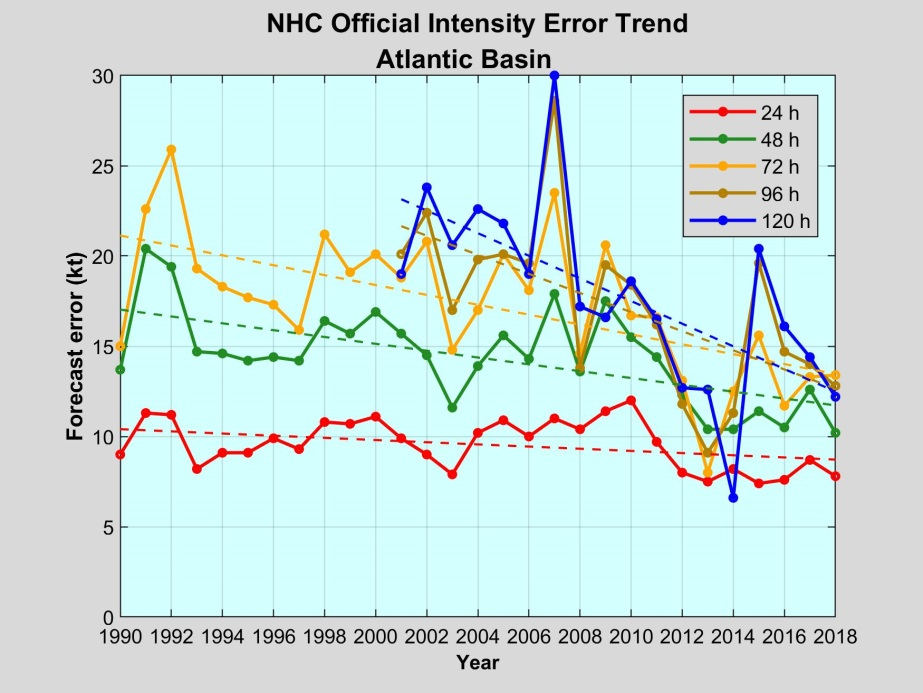 NHC Official Intensity Error Trend
Atlantic Basin
30
25
20
15
10
5
0
Forecast error (kt)
24 h
48 h
72 h
96 h
120 h
1990 1992 1994 1996 1998 2000 2002 2004 2006 2008 2010 2012 2014 2016 2018
Year